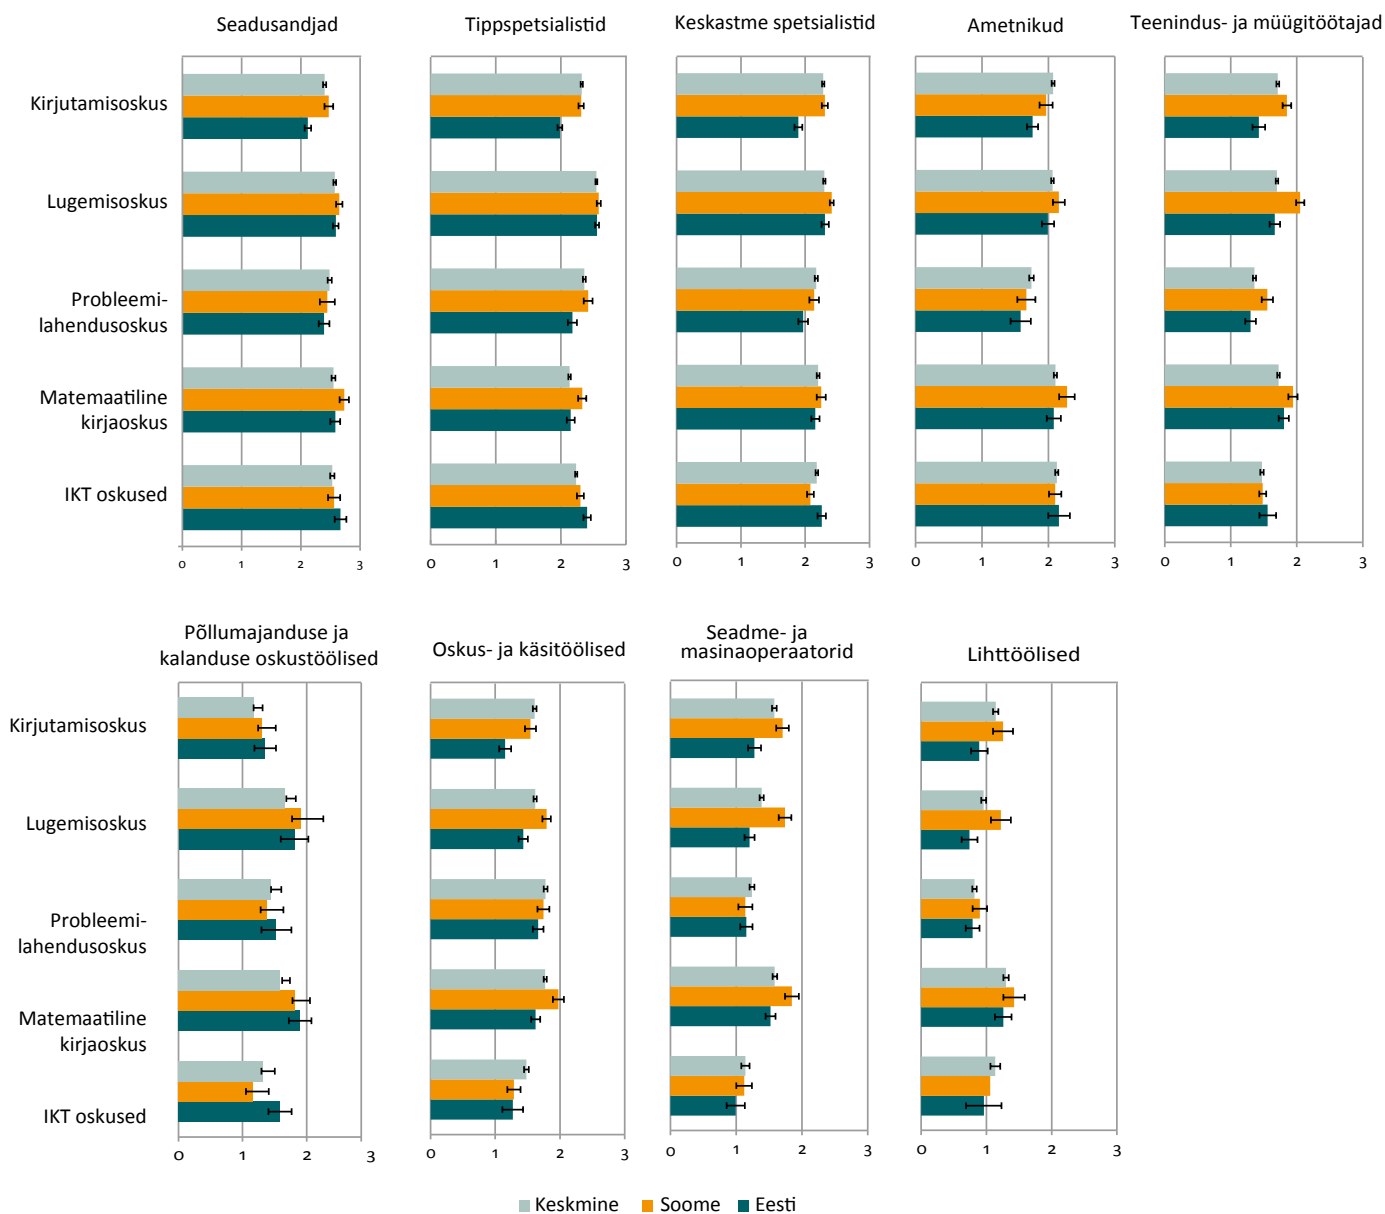 Seadusandjad
Tippspetsialistid
Keskastme spetsialistid
Ametnikud
Teenindus- ja müügitöötajad
Kirjutamisoskus
Lugemisoskus
Probleemi-
lahendusoskus
Matemaatiline
kirjaoskus
IKT oskused
0 1 2 3
0 1 2 3
0 1 2 3
0 1 2 3
0 1 2 3
Põllumajanduse ja
kalanduse oskustöölised
Oskus- ja käsitöölised
Seadme- ja
masinaoperaatorid
Lihttöölised
Kirjutamisoskus
Lugemisoskus
Probleemi-
lahendusoskus
Matemaatiline
kirjaoskus
IKT oskused
0 1 2 3
0 1 2 3
0 1 2 3
0 1 2 3
Keskmine Soome Eesti